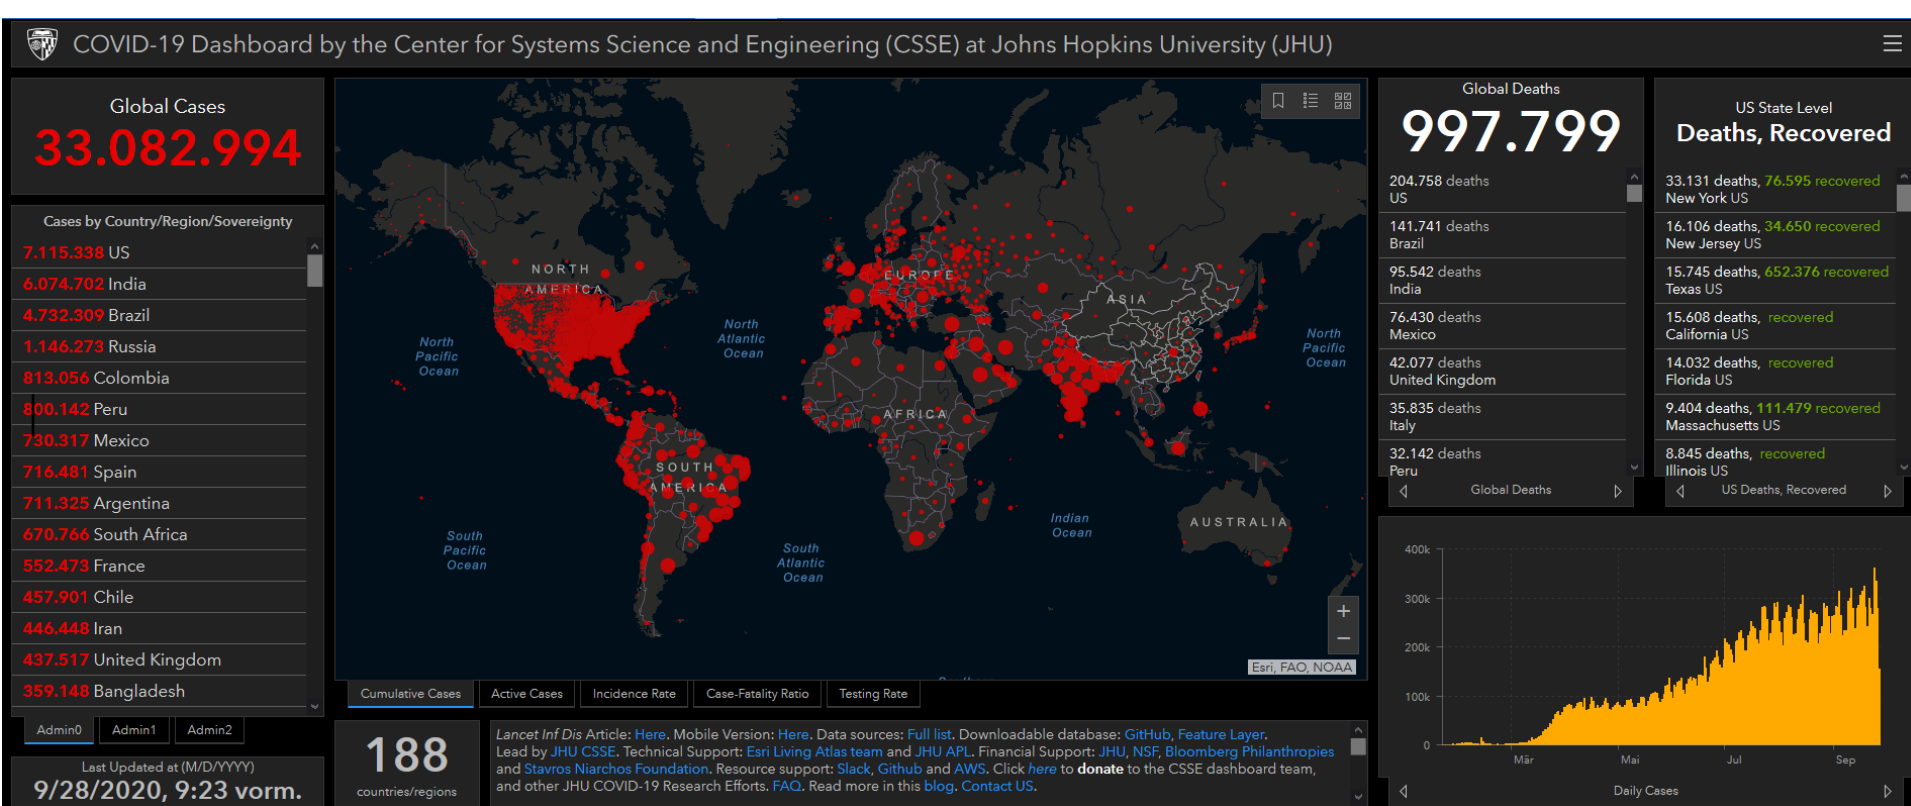 COVID-19 Dashboard by the Center for Systems Science and Engineering (CSSE) at Johns Hopkins University (JHU)
Global Cases
33.082.994
Cases by Country/Region/Sovereignty
7.115.338 US
6.074.702 India
4.732.309 Brazil
1.146.273 Russia
813.056 Colombia
800.142 Peru
730.317 Mexico
716.481 Spain
711.325 Argentina
670.766 South Africa
552.473 France
457.901 Chile
446.448 Iran
437.517 United Kingdom
359.148 Bangladesh
Admin0
Admin1
Admin2
Last Updated at (M/D/YYYY)
9/28/2020, 9:23 vorm.
NORTH
AMERICA
EUROPE
ASIA
North
Pacific
Ocean
North
Atlantic
Ocean
North
Pacific
Ocean
AFRICA
SOUTH
AMERICA
South
Pacific
Ocean
South
Atlantic
Ocean
Indian
Ocean
AUSTRALIA
+
−
Esri, FAO, NOAA
Cumulative Cases
Active Cases
Incidence Rate
Case-Fatality Ratio
Testing Rate
188
countries/regions
Lancet Inf Dis Article: Here. Mobile Version: Here. Data sources: Full list. Downloadable database: GitHub, Feature Layer.
Lead by JHU CSSE. Technical Support: Esri Living Atlas team and JHU APL. Financial Support: JHU, NSF, Bloomberg Philanthropies
and Stavros Niarchos Foundation. Resource support: Slack, Github and AWS. Click here to donate to the CSSE dashboard team,
and other JHU COVID-19 Research Efforts. FAQ. Read more in this blog. Contact US.
Global Deaths
997.799
204.758 deaths
US
141.741 deaths
Brazil
95.542 deaths
India
76.430 deaths
Mexico
42.077 deaths
United Kingdom
35.835 deaths
Italy
32.142 deaths
Peru
Global Deaths
US State Level
Deaths, Recovered
33.131 deaths, 76.595 recovered
New York US
16.106 deaths, 34.650 recovered
New Jersey US
15.745 deaths, 652.376 recovered
Texas US
15.608 deaths, recovered
California US
14.032 deaths, recovered
Florida US
9.404 deaths, 111.479 recovered
Massachusetts US
8.845 deaths, recovered
Illinois US
US Deaths, Recovered
400k
300k
200k
100k
0
Mär
Mai
Jul
Sep
Daily Cases